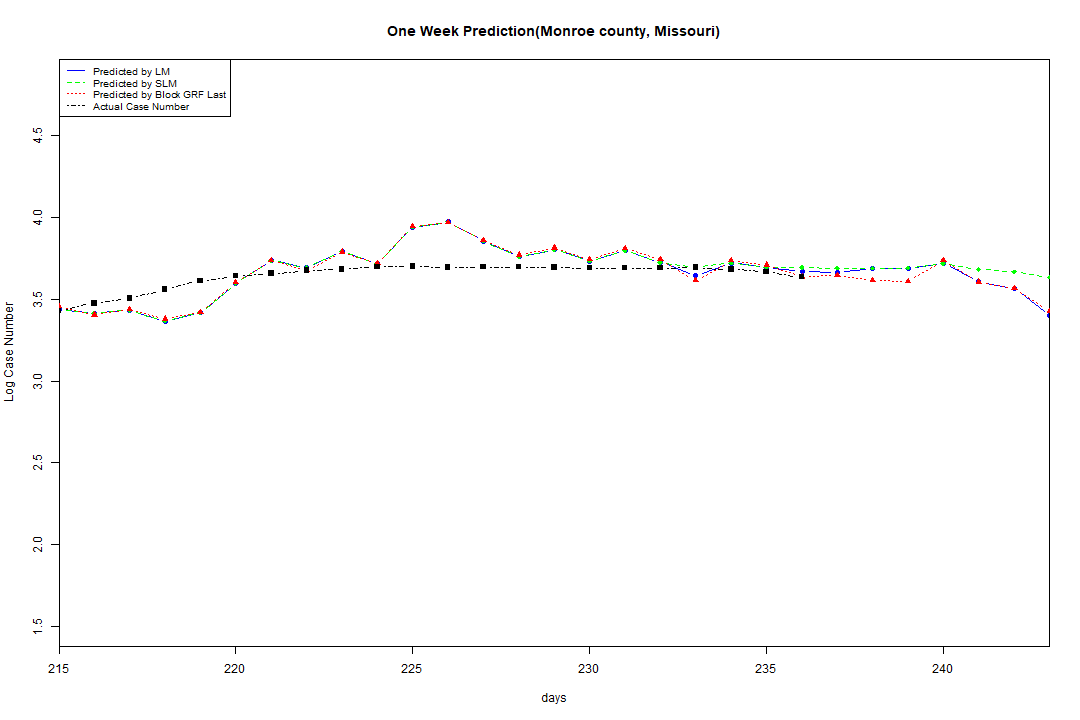 One Week Prediction(Monroe county, Missouri)
Predicted by LM
Predicted by SLM
Predicted by Block GRF Last
Actual Case Number
4.5
4.0
3.5
3.0
2.5
2.0
1.5
Log Case Number
215 220 225 230 235 240
days